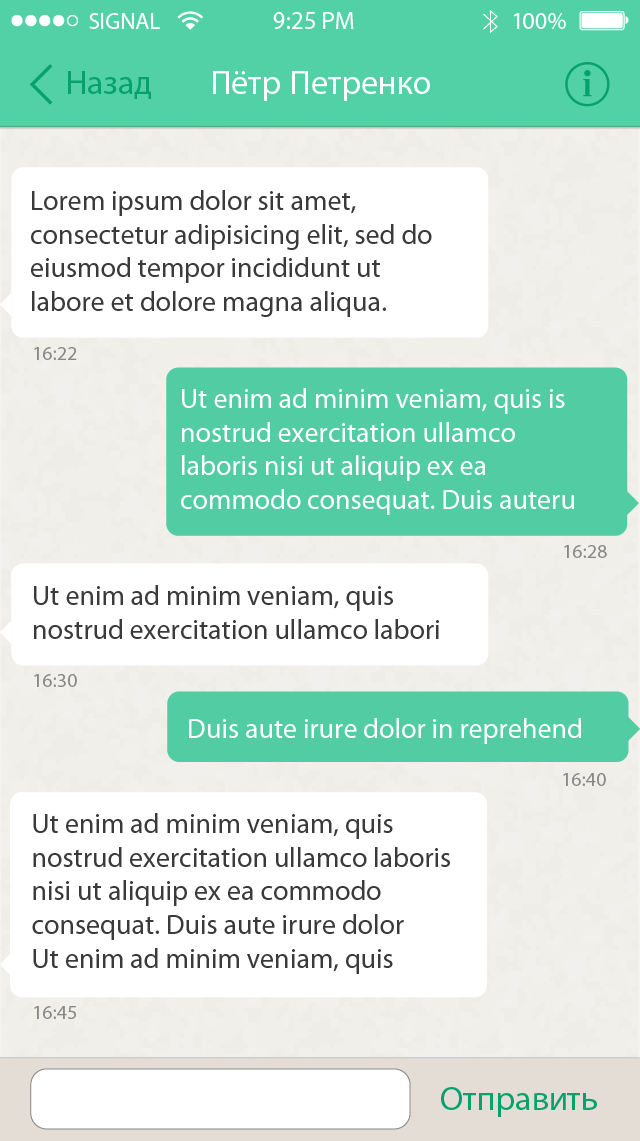 SIGNAL 9:25 PM 100%
Назад Пётр Петренко i
Lorem ipsum dolor sit amet,
consectetur adipisicing elit, sed do
eiusmod tempor incididunt ut
labore et dolore magna aliqua.
16:22
Ut enim ad minim veniam, quis is
nostrud exercitation ullamco
laboris nisi ut aliquip ex ea
commodo consequat. Duis auteru
16:28
Ut enim ad minim veniam, quis
nostrud exercitation ullamco labori
16:30
Duis aute irure dolor in reprehend
16:40
Ut enim ad minim veniam, quis
nostrud exercitation ullamco laboris
nisi ut aliquip ex ea commodo
consequat. Duis aute irure dolor
Ut enim ad minim veniam, quis
16:45
Отправить